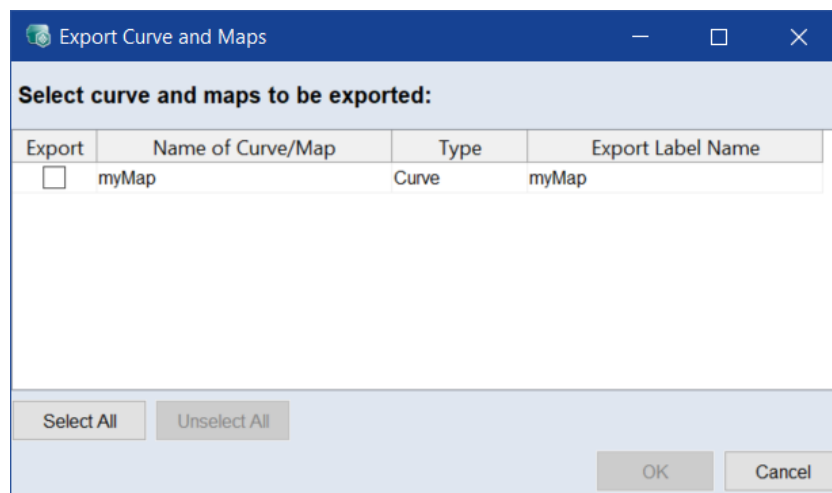 Export Curve and Maps
Select curve and maps to be exported:
Export Name of Curve/Map Type Export Label Name
myMap Curve myMap
Select All Unselect All
OK Cancel